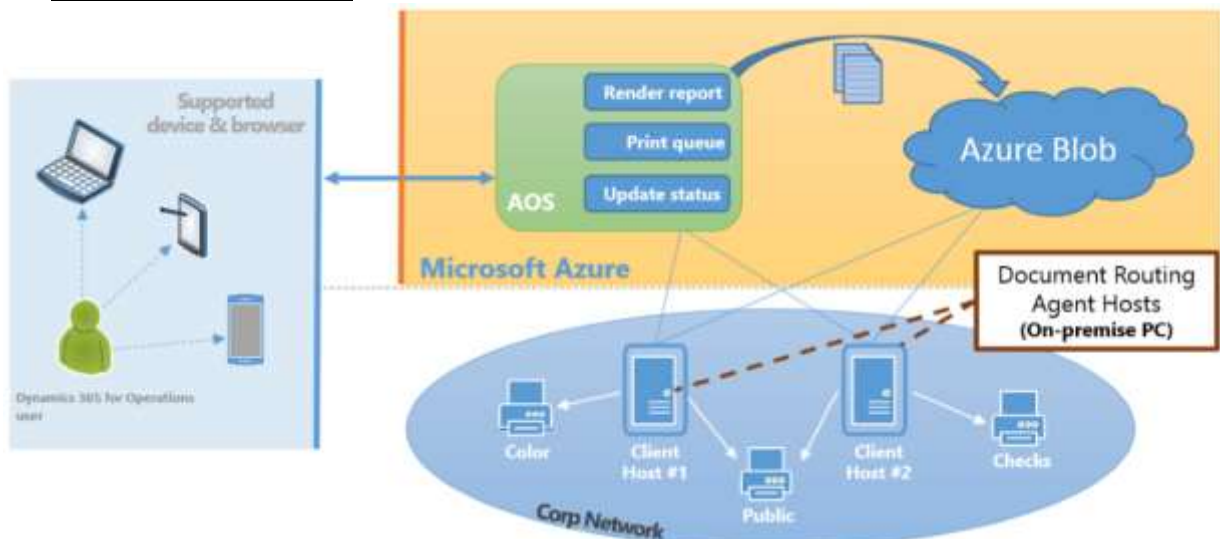 Supported
device & browser
Dynamics 365 for Operations
user
Render report
Print queue
Update status
AOS
Azure Blob
Microsoft Azure
Document Routing
Agent Hosts
(On-premise PC)
Color
Client
Host #1
Public
Client
Host #2
Checks
Corp Network